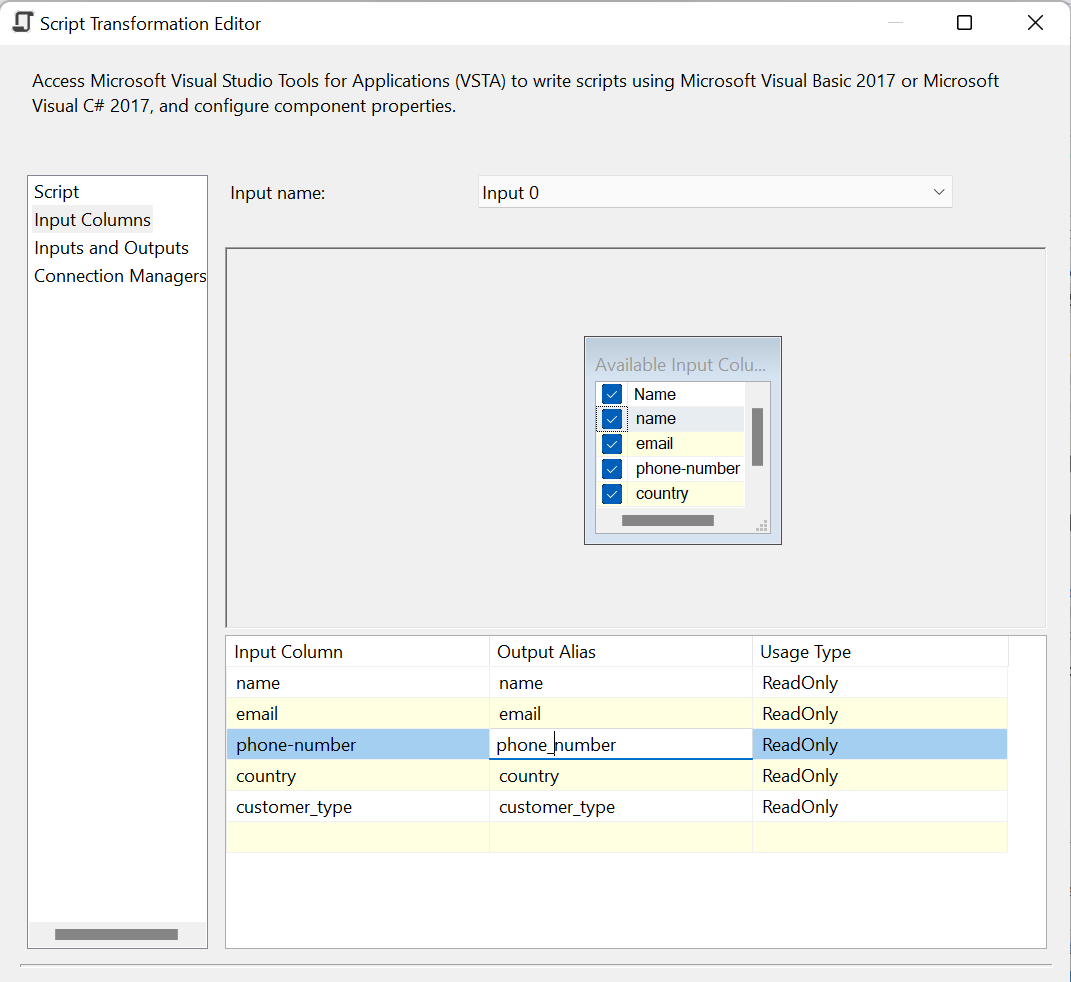 Script Transformation Editor
Access Microsoft Visual Studio Tools for Applications (VSTA) to write scripts using Microsoft Visual Basic 2017 or Microsoft
Visual C# 2017, and configure component properties.
Script
Input Columns
Inputs and Outputs
Connection Managers
Input name:
Input 0
Available Input Colu...
Name
name
email
phone-number
country
Input Column Output Alias Usage Type
name name ReadOnly
email email ReadOnly
phone-number phone_number ReadOnly
country country ReadOnly
customer_type customer_type ReadOnly